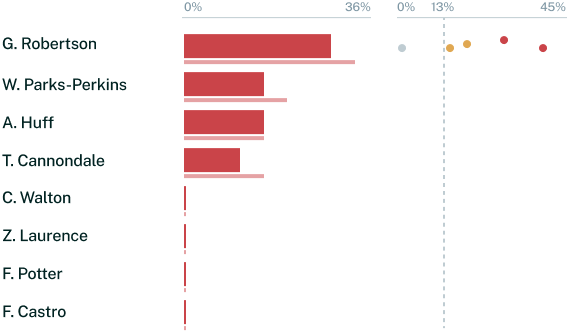 0% 36% 0% 13% 45%
G. Robertson
W. Parks-Perkins
A. Huff
T. Cannondale
C. Walton
Z. Laurence
F. Potter
F. Castro